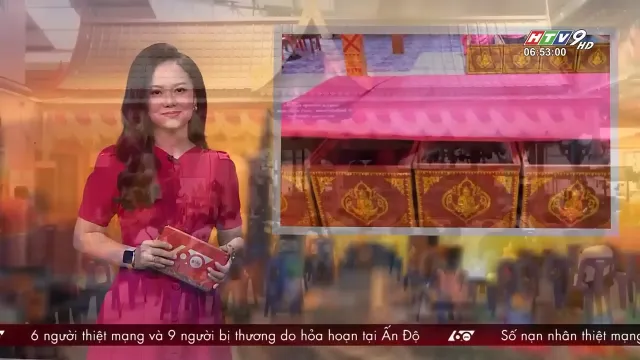 HTV9 HD
06:53:00
6 người thiệt mạng và 9 người bị thương do hỏa hoạn tại Ấn Độ
Số nạn nhân thiệt mạng